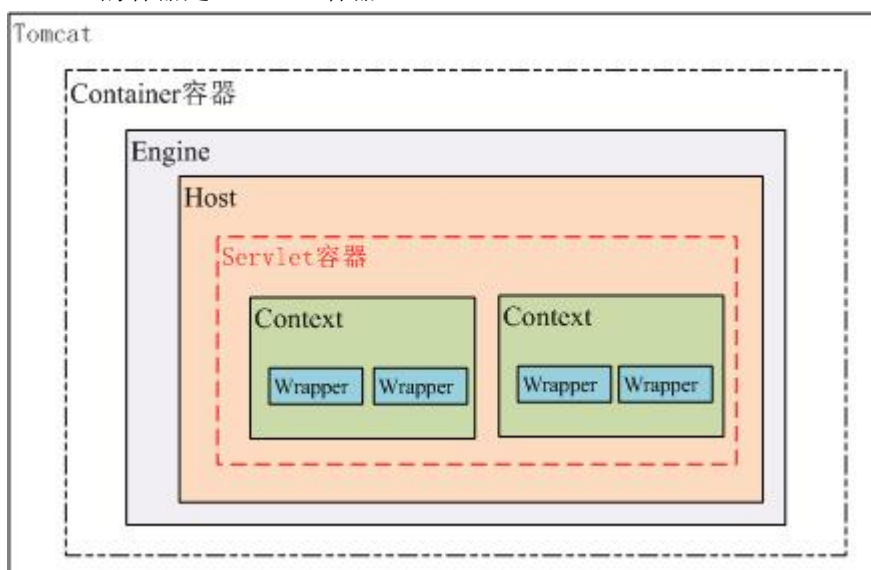 Tomcat
Container容器
Engine
Host
Servlet容器
Context
Context
Wrapper Wrapper
Wrapper Wrapper